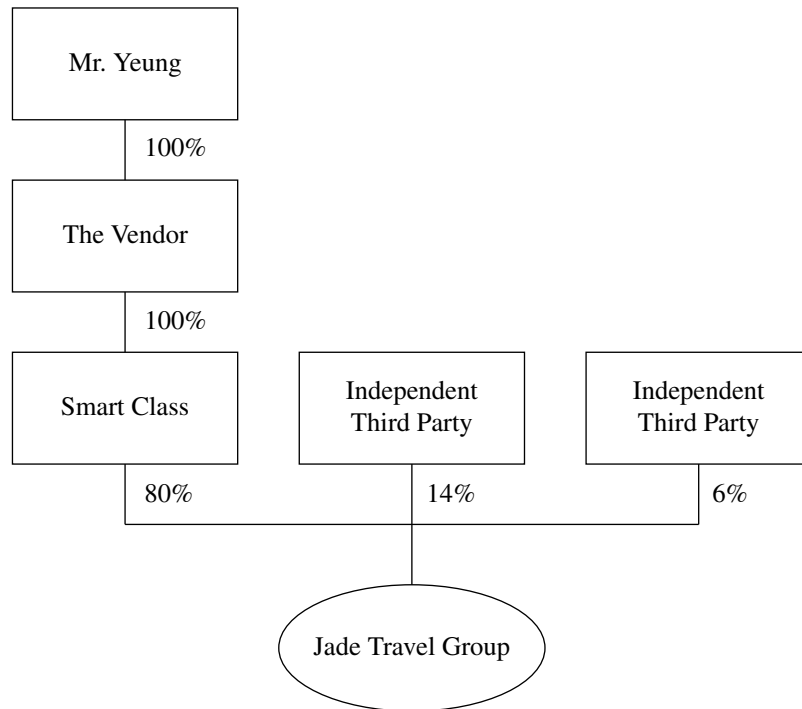 Mr. Yeung
100%
The Vendor
100%
Smart Class
Independent
Third Party
Independent
Third Party
80%
14%
6%
Jade Travel Group